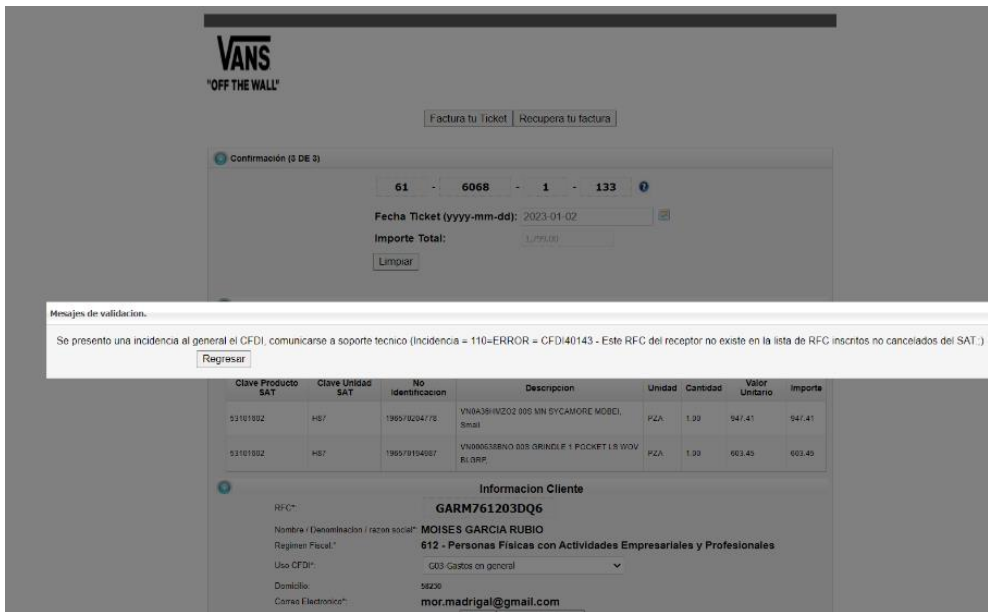 VANS
"OFF THE WALL"
Factura tu Ticket Recupera tu factura
Confirmación (3 DE 3)
61 - 6068 - 1 - 133
Fecha Ticket (yyyy-mm-dd): 2023-01-02
Importe Total: 1,799.00
Limpiar
Mesajes de validacion.
Se presento una incidencia al general el CFDI, comunicarse a soporte tecnico (Incidencia = 110=ERROR = CFDI40143 - Este RFC del receptor no existe en la lista de RFC inscritos no cancelados del SAT.;)
Regresar
Clave Producto SAT Clave Unidad SAT No Identificacion Descripcion Unidad Cantidad Valor Unitario Importe
53101602 H87 PZA 1.00 947.41 947.41
Small
53101602 H87 PZA 1.00 603.45 603.45
Informacion Cliente
RFC*: GARM761203DQ6
Nombre / Denominacion / razon social*: MOISES GARCIA RUBIO
Regimen Fiscal:* 612 - Personas Físicas con Actividades Empresariales y Profesionales
Uso CFDI*: G03-Gastos en general
Domicilio: 58230
Correo Electronico*: mor.madrigal@gmail.com